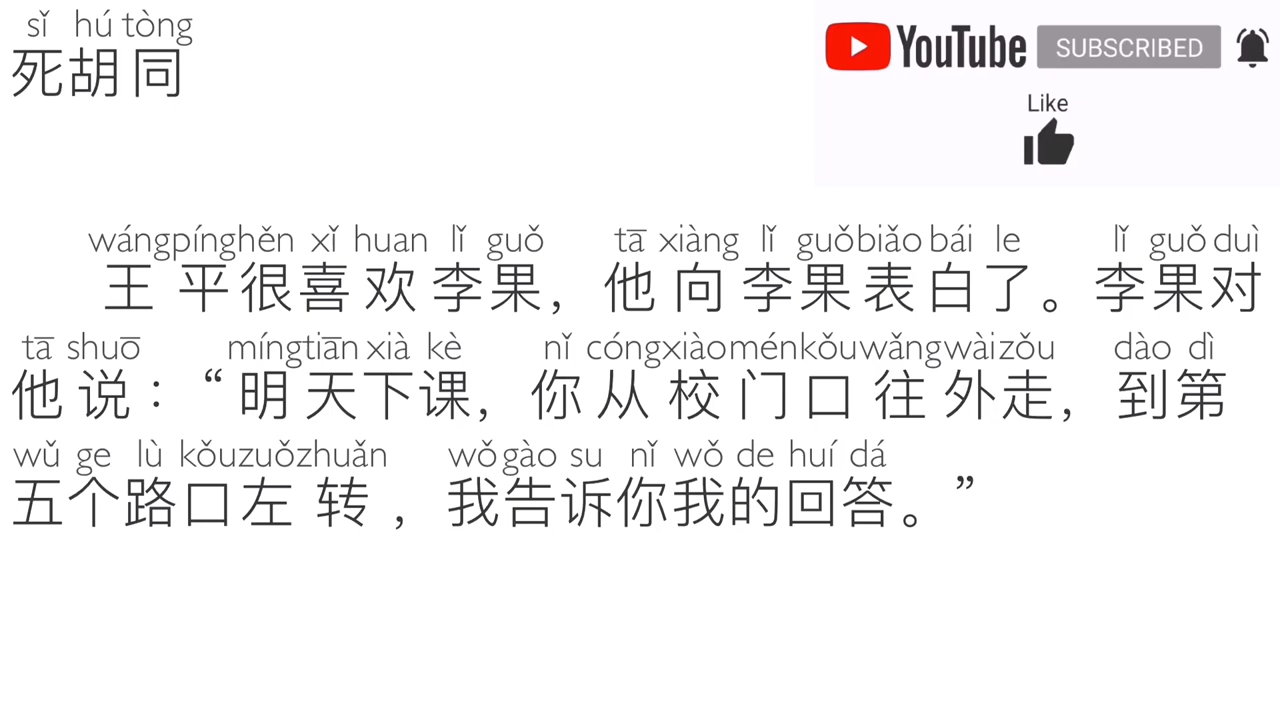 sǐ hú tòng
死胡同
YouTube SUBSCRIBED
Like
wángpínghěn xǐ huan lǐ guǒ tā xiàng lǐ guǒbiǎo bái le lǐ guǒ duì
王平很喜欢李果，他向李果表白了。李果对
tā shuō míngtiān xià kè nǐ cóngxiàoménkǒuwǎngwàizǒu dào dì
他说：“明天下课，你从校门口往外走，到第
wǔ ge lù kǒuzuǒzhuǎn wǒgào su nǐ wǒ de huí dá
五个路口左转，我告诉你我的回答。”